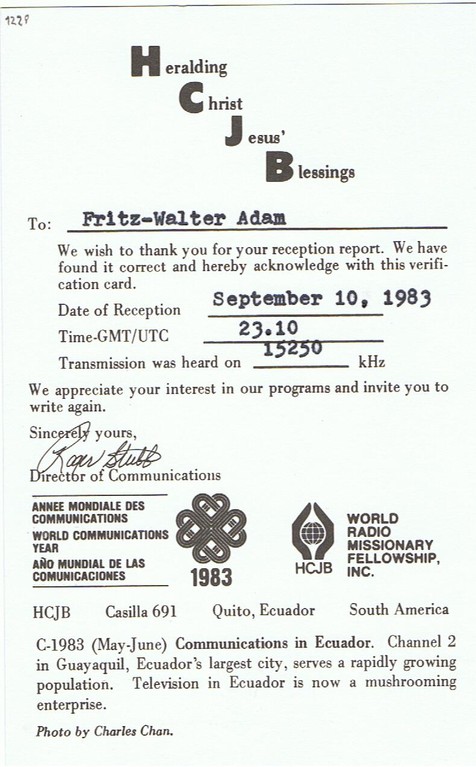 1228
Heralding
Christ
Jesus'
Blessings
To: Fritz-Walter Adam
We wish to thank you for your reception report. We have
found it correct and hereby acknowledge with this verifi-
cation card.
Date of Reception September 10, 1983
Time-GMT/UTC 23.10
Transmission was heard on 15250 kHz
We appreciate your interest in our programs and invite you to
write again.
Sincerely yours,
Roger Stubb
Director of Communications
ANNEE MONDIALE DES
COMMUNICATIONS
WORLD COMMUNICATIONS
YEAR
AÑO MUNDIAL DE LAS
COMUNICACIONES
1983
HCJB
WORLD
RADIO
MISSIONARY
FELLOWSHIP,
INC.
HCJB Casilla 691 Quito, Ecuador South America
C-1983 (May-June) Communications in Ecuador. Channel 2
in Guayaquil, Ecuador's largest city, serves a rapidly growing
population. Television in Ecuador is now a mushrooming
enterprise.
Photo by Charles Chan.